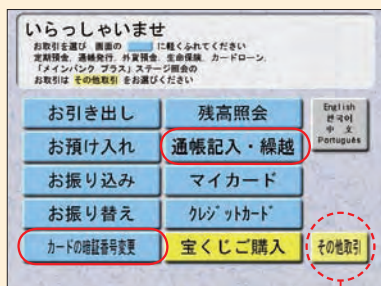 いらっしゃいませ
お取引を選び 画面の に軽くふれてください
定期預金、通帳発行、外貨預金、生命保険、カードローン、
「メインバンク プラス」ステージ照会の
お取引は その他取引 をお選びください
お引き出し
残高照会
English
한국어
中 文
Português
お預け入れ
通帳記入・繰越
お振り込み
マイカード
お振り替え
クレジットカード
カードの暗証番号変更
宝くじご購入
その他取引